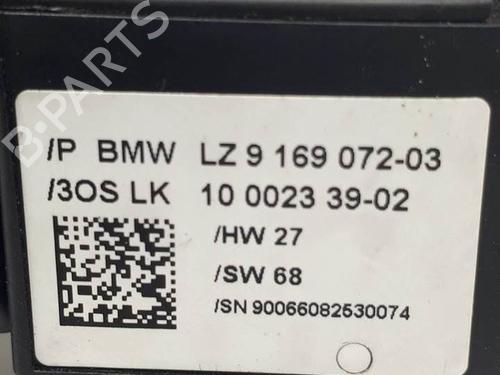 /P BMW LZ 9 169 072-03
/3OS LK 10 0023 39-02
/HW 27
/SW 68
/SN 90066082530074
B-PARTS